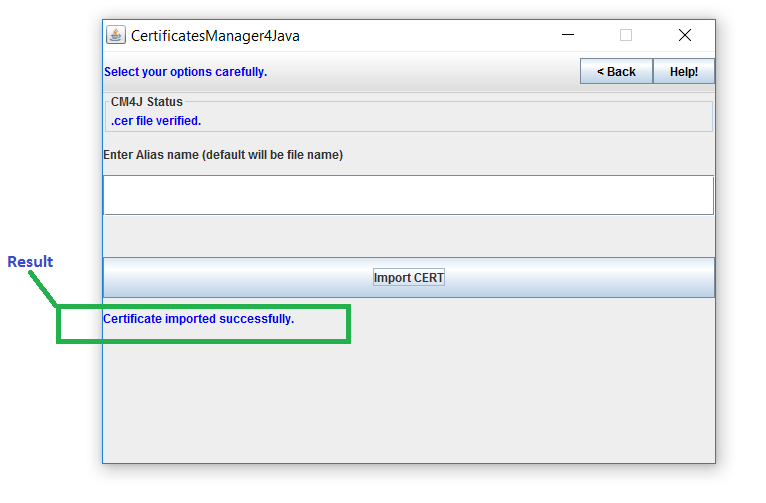 CertificatesManager4Java
Select your options carefully.
< Back
Help!
CM4J Status
.cer file verified.
Enter Alias name (default will be file name)
Import CERT
Result
Certificate imported successfully.